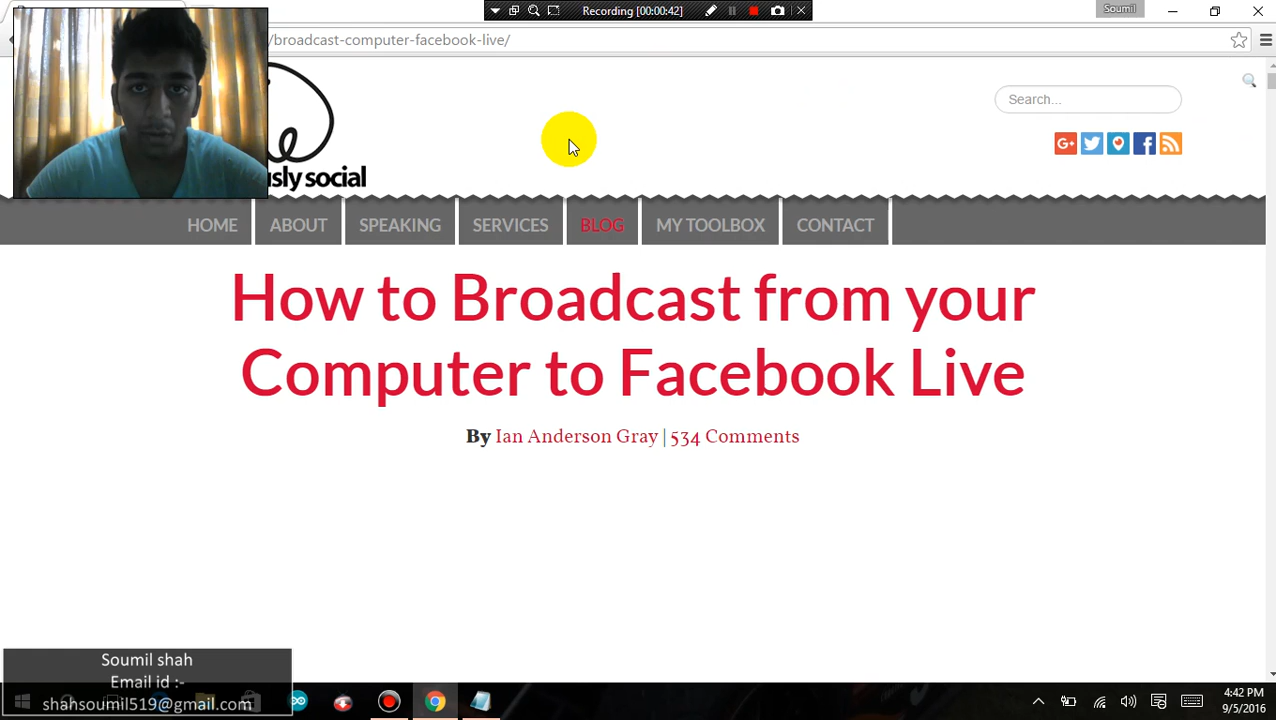 Recording [00:00:42]
Soumil
/broadcast-computer-facebook-live/
Search...
usly social
HOME
ABOUT
SPEAKING
SERVICES
BLOG
MY TOOLBOX
CONTACT
How to Broadcast from your
Computer to Facebook Live
By Ian Anderson Gray | 534 Comments
Soumil shah
Email id :-
shahsoumil519@gmail.com
4:42 PM
9/5/2016